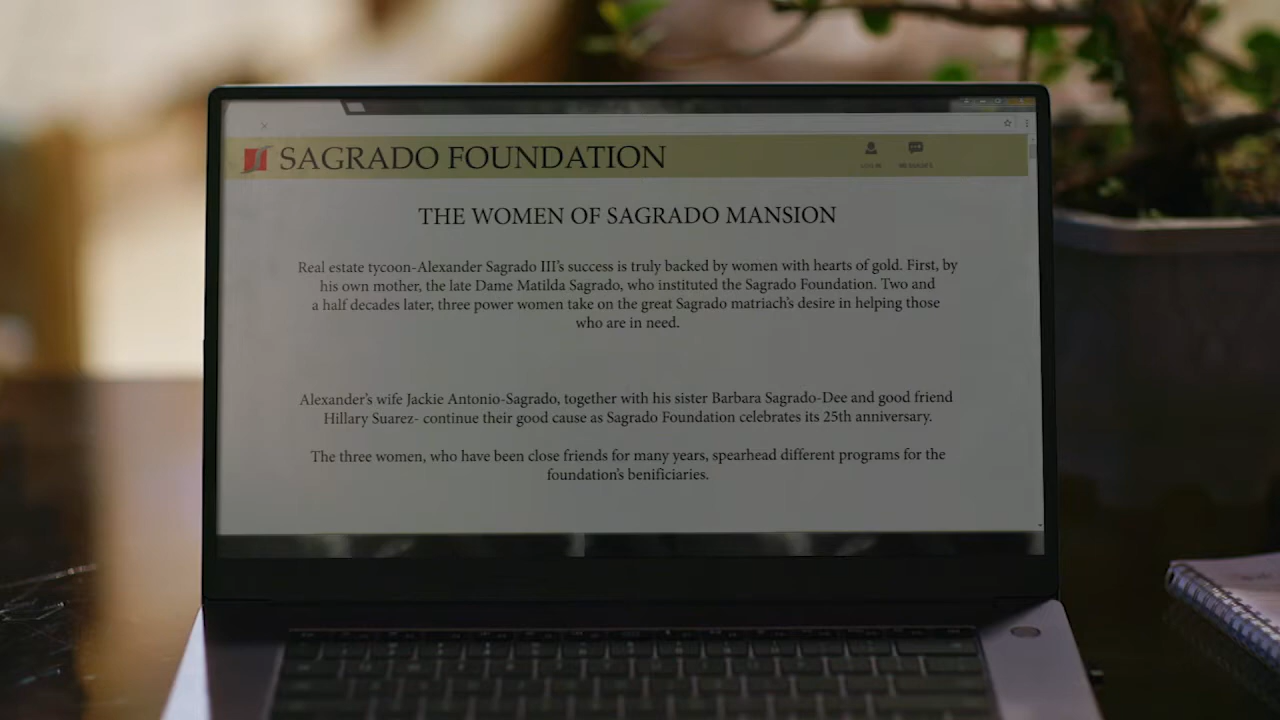 SAGRADO FOUNDATION
LOG IN
MESSAGES
THE WOMEN OF SAGRADO MANSION
Real estate tycoon-Alexander Sagrado III's success is truly backed by women with hearts of gold. First, by
his own mother, the late Dame Matilda Sagrado, who instituted the Sagrado Foundation. Two and
a half decades later, three power women take on the great Sagrado matriach's desire in helping those
who are in need.
Alexander's wife Jackie Antonio-Sagrado, together with his sister Barbara Sagrado-Dee and good friend
Hillary Suarez- continue their good cause as Sagrado Foundation celebrates its 25th anniversary.
The three women, who have been close friends for many years, spearhead different programs for the
foundation's benificiaries.